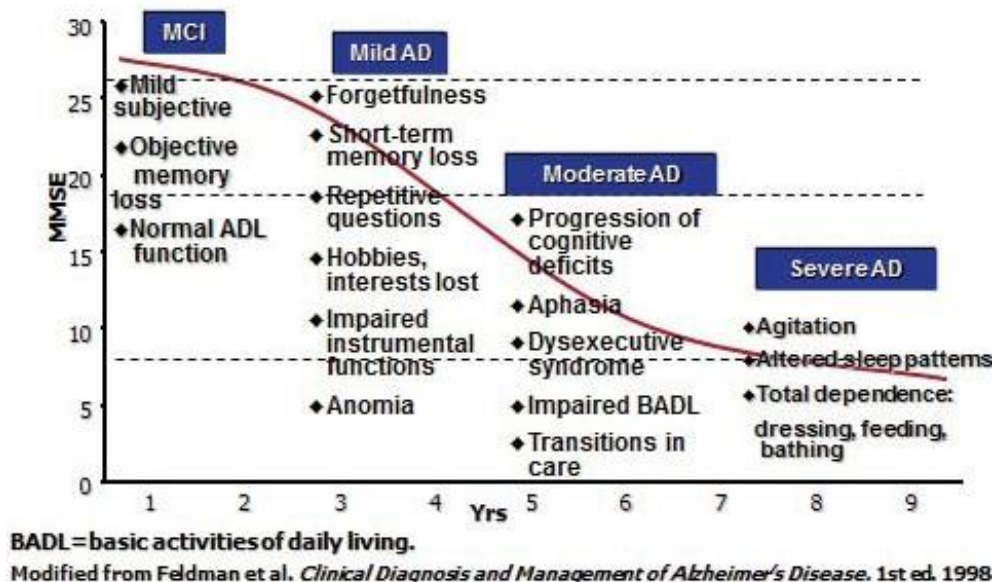 30
25
20
15
10
5
0
MMSE
MCI
◆Mild
subjective
◆Objective
memory
loss
◆Normal ADL
function
Mild AD
◆Forgetfulness
◆Short-term
memory loss
◆Repetitive
questions
◆Hobbies,
interests lost
◆Impaired
instrumental
functions
◆Anomia
Moderate AD
◆Progression of
cognitive
deficits
◆Aphasia
◆Dysexecutive
syndrome
◆Impaired BADL
◆Transitions in
care
Severe AD
◆Agitation
◆Altered sleep patterns
◆Total dependence:
dressing, feeding,
bathing
1 2 3 4 5 6 7 8 9
Yrs
BADL=basic activities of daily living.
Modified from Feldman et al. Clinical Diagnosis and Management of Alzheimer's Disease. 1st ed. 1998.